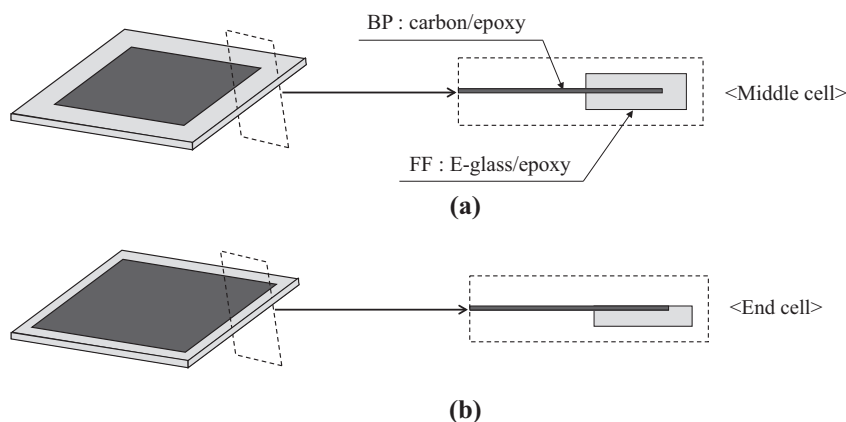 BP : carbon/epoxy
<Middle cell>
FF : E-glass/epoxy
(a)
<End cell>
(b)